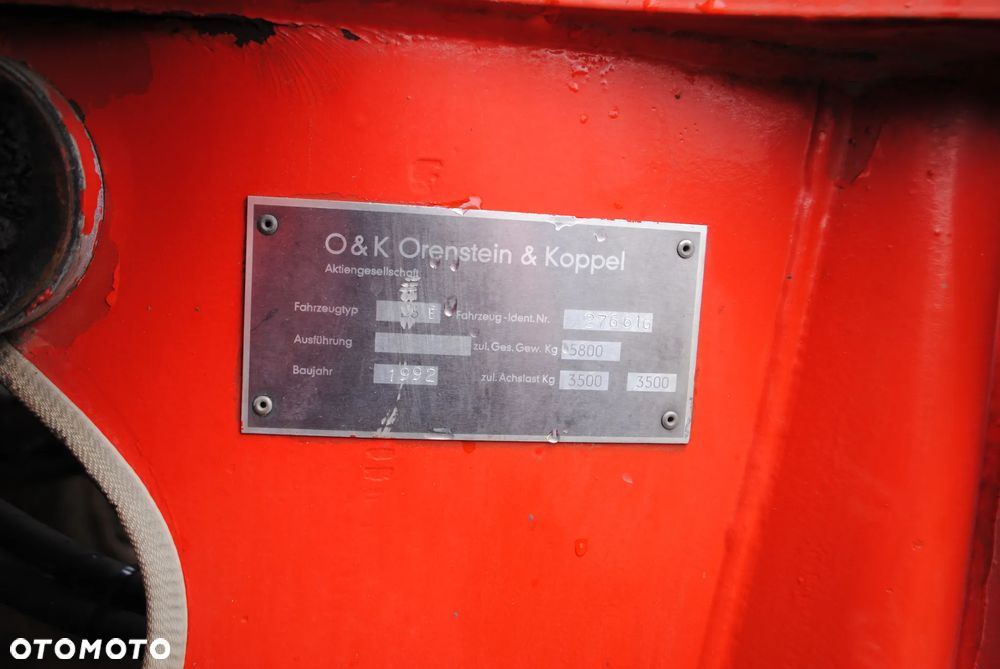 O & K Orenstein & Koppel
Aktiengesellschaft
Fahrzeugtyp Fahrzeug-Ident. Nr. 276616
Ausführung zul. Ges. Gew. Kg 5800
Baujahr 1992 zul. Achslast Kg 3500 3500
OTOMOTO